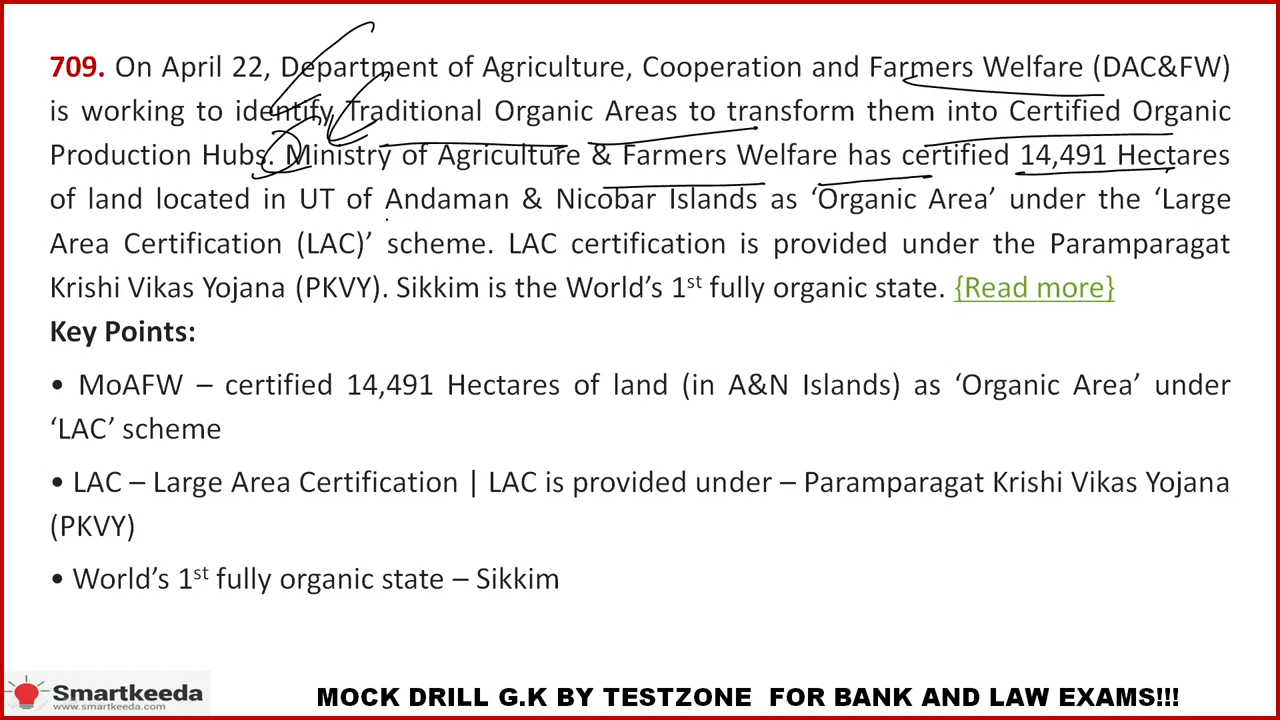 709. On April 22, Department of Agriculture, Cooperation and Farmers Welfare (DAC&FW)
is working to identify Traditional Organic Areas to transform them into Certified Organic
Production Hubs. Ministry of Agriculture & Farmers Welfare has certified 14,491 Hectares
of land located in UT of Andaman & Nicobar Islands as ‘Organic Area’ under the ‘Large
Area Certification (LAC)’ scheme. LAC certification is provided under the Paramparagat
Krishi Vikas Yojana (PKVY). Sikkim is the World’s 1st fully organic state. {Read more}
Key Points:
• MoAFW – certified 14,491 Hectares of land (in A&N Islands) as ‘Organic Area’ under
‘LAC’ scheme
• LAC – Large Area Certification | LAC is provided under – Paramparagat Krishi Vikas Yojana
(PKVY)
• World’s 1st fully organic state – Sikkim
Smartkeeda
www.smartkeeda.com
MOCK DRILL G.K BY TESTZONE FOR BANK AND LAW EXAMS!!!